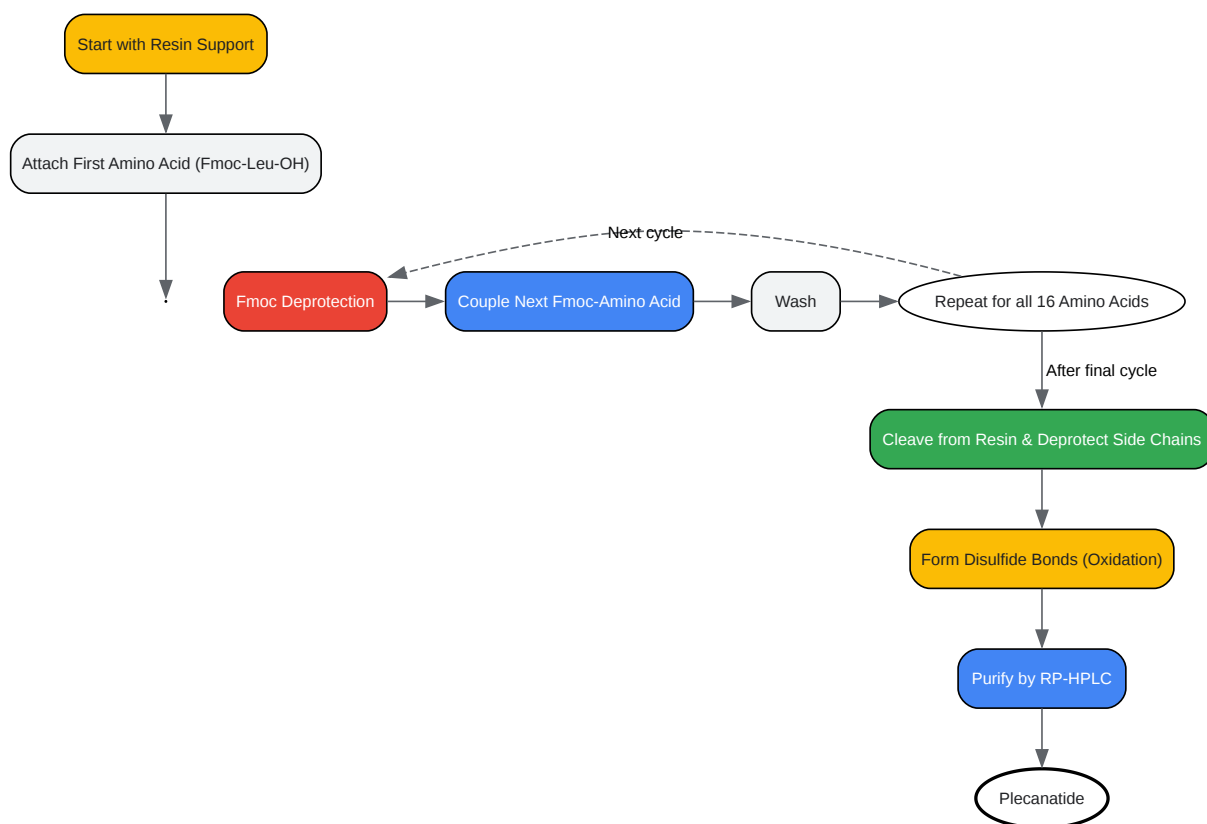 Start with Resin Support
Attach First Amino Acid (Fmoc-Leu-OH)
Next cycle
Fmoc Deprotection
Couple Next Fmoc-Amino Acid
Wash
Repeat for all 16 Amino Acids
After final cycle
Cleave from Resin & Deprotect Side Chains
Form Disulfide Bonds (Oxidation)
Purify by RP-HPLC
Plecanatide